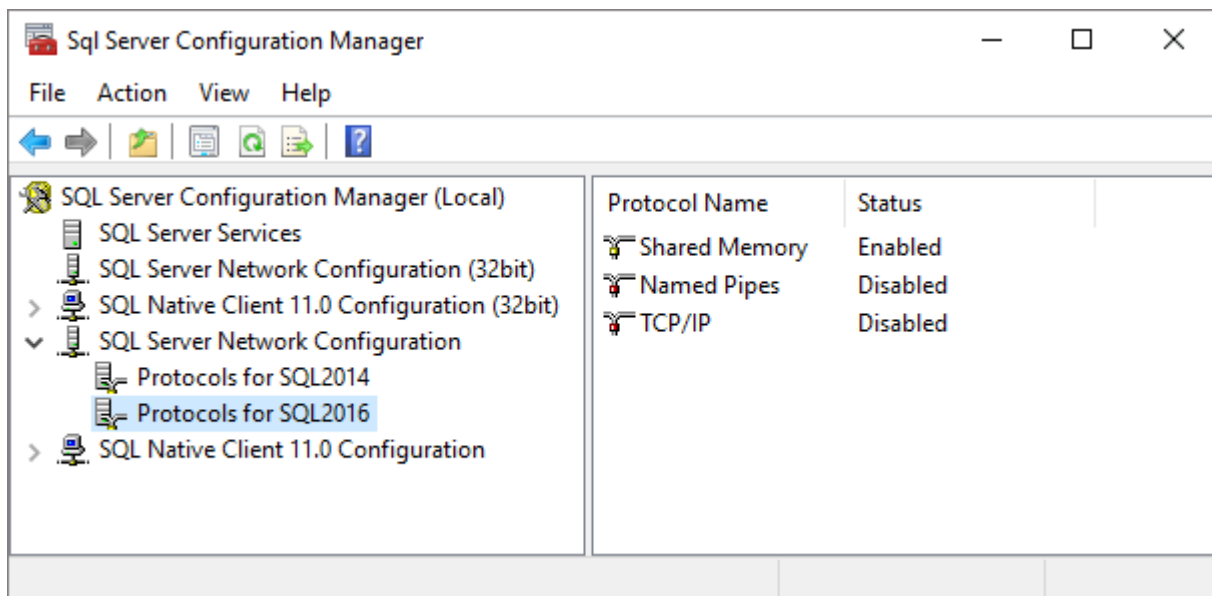 Sql Server Configuration Manager
File Action View Help
SQL Server Configuration Manager (Local)
SQL Server Services
SQL Server Network Configuration (32bit)
SQL Native Client 11.0 Configuration (32bit)
SQL Server Network Configuration
Protocols for SQL2014
Protocols for SQL2016
SQL Native Client 11.0 Configuration
Protocol Name Status
Shared Memory Enabled
Named Pipes Disabled
TCP/IP Disabled